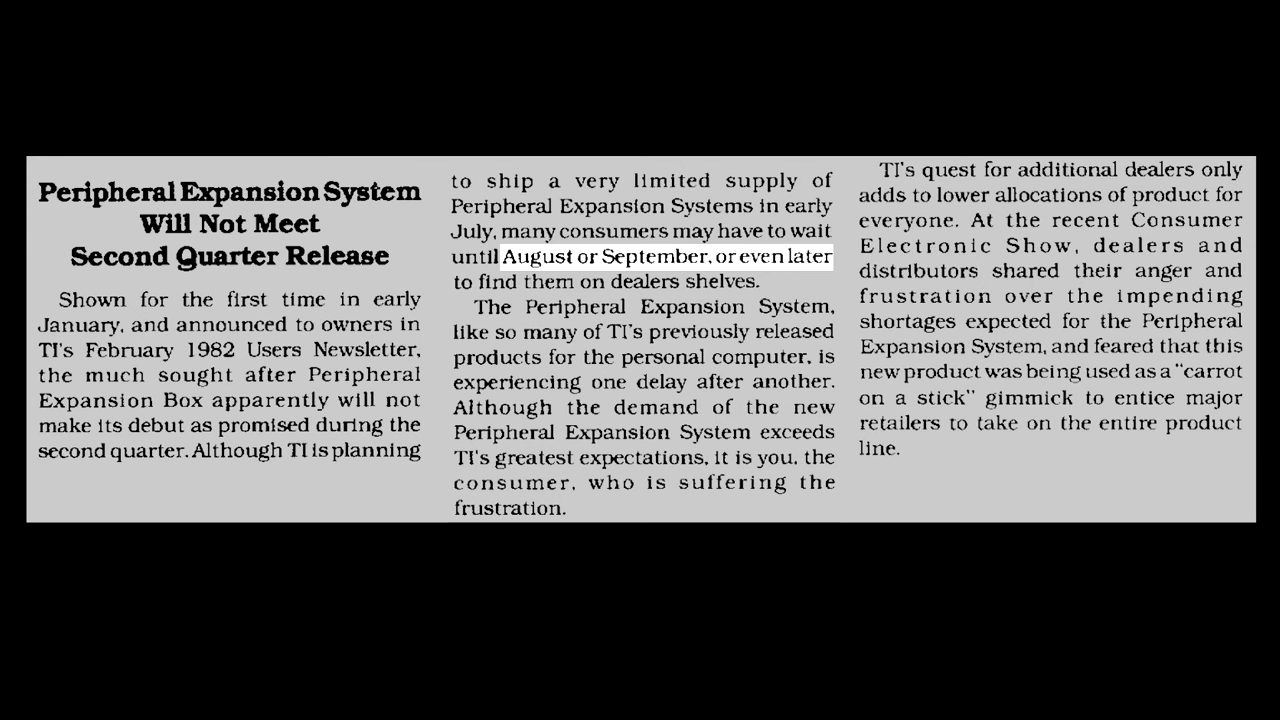 Peripheral Expansion System
Will Not Meet
Second Quarter Release
Shown for the first time in early
January, and announced to owners in
TI's February 1982 Users Newsletter,
the much sought after Peripheral
Expansion Box apparently will not
make its debut as promised during the
second quarter. Although TI is planning
to ship a very limited supply of
Peripheral Expansion Systems in early
July, many consumers may have to wait
until August or September, or even later
to find them on dealers shelves.
The Peripheral Expansion System,
like so many of TI's previously released
products for the personal computer, is
experiencing one delay after another.
Although the demand of the new
Peripheral Expansion System exceeds
TI's greatest expectations, it is you, the
consumer, who is suffering the
frustration.
TI's quest for additional dealers only
adds to lower allocations of product for
everyone. At the recent Consumer
Electronic Show, dealers and
distributors shared their anger and
frustration over the impending
shortages expected for the Peripheral
Expansion System, and feared that this
new product was being used as a "carrot
on a stick" gimmick to entice major
retailers to take on the entire product
line.